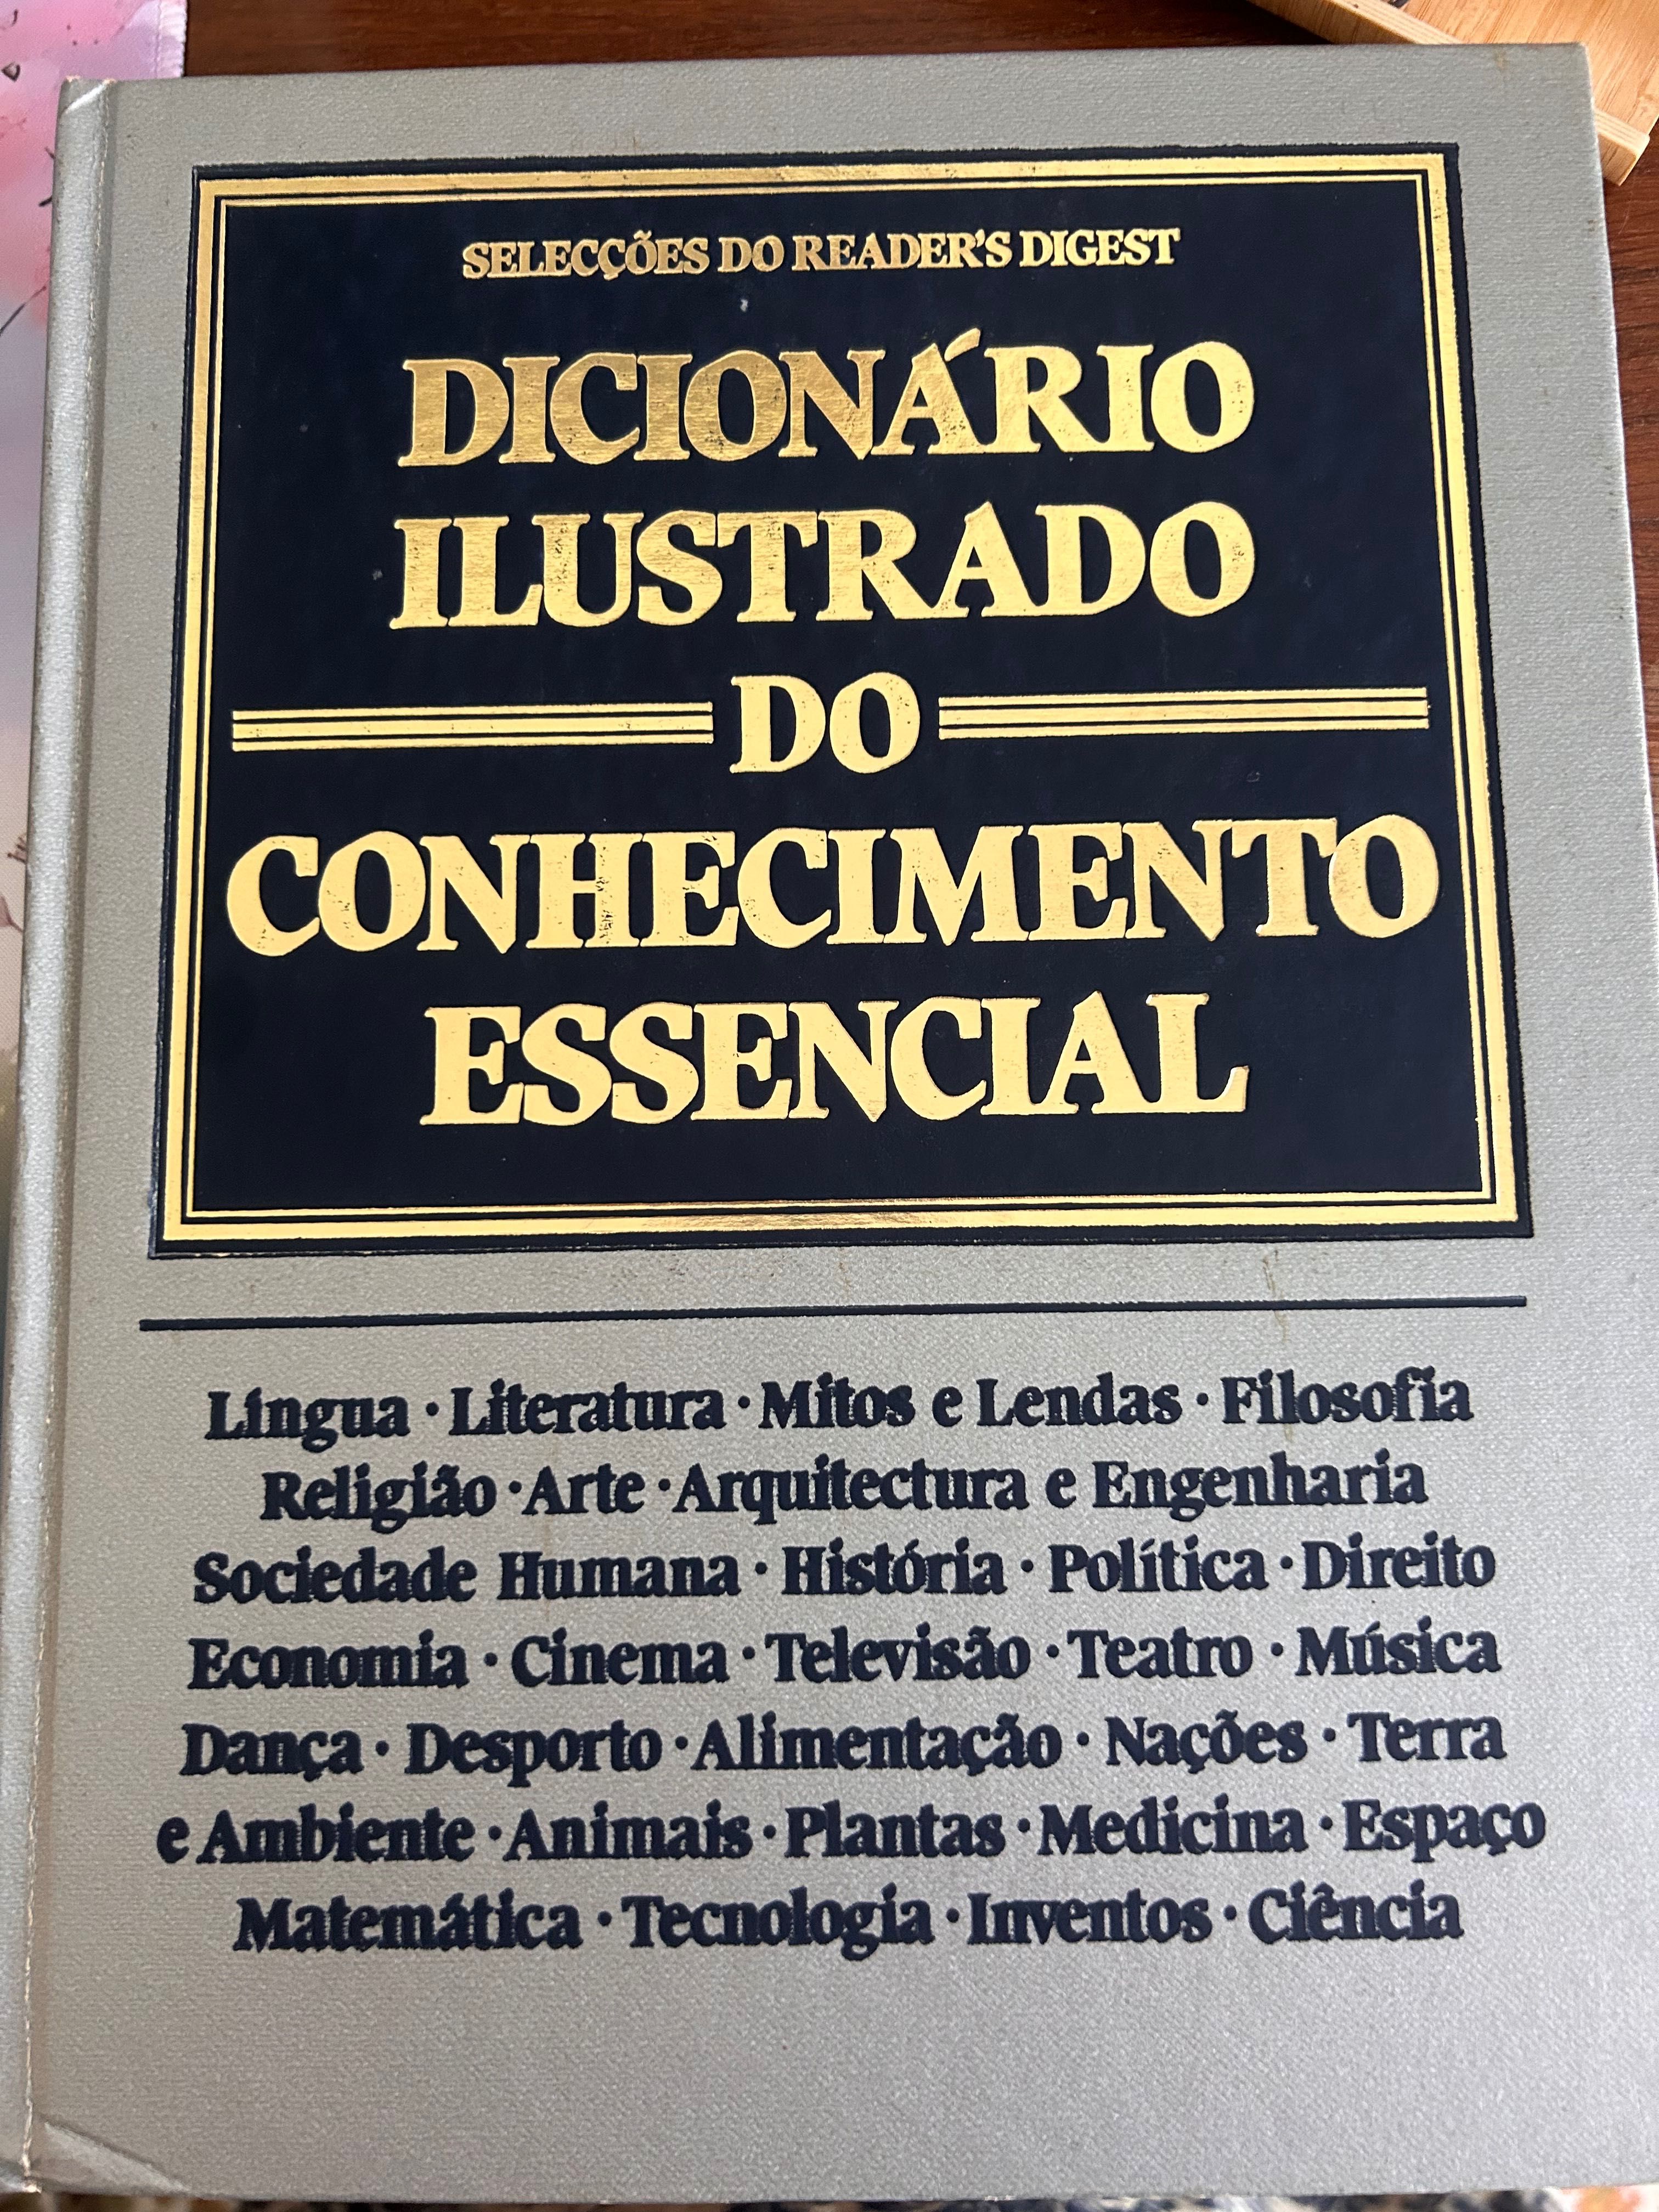 SELECÇÕES DO READER'S DIGEST
DICIONÁRIO
ILUSTRADO
DO
CONHECIMENTO
ESSENCIAL
Língua · Literatura · Mitos e Lendas · Filosofia
Religião · Arte · Arquitectura e Engenharia
Sociedade Humana · História · Política · Direito
Economia · Cinema · Televisão · Teatro · Música
Dança · Desporto · Alimentação · Nações · Terra
e Ambiente · Animais · Plantas · Medicina · Espaço
Matemática · Tecnologia · Inventos · Ciência